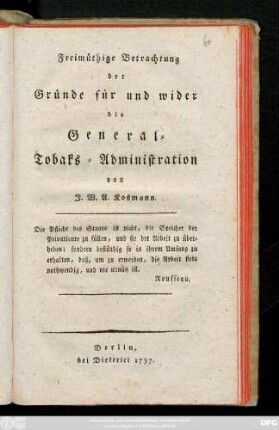 Freimüthige Betrachtung
der
Gründe für und wider
die
General-
Tobaks-Administration
von
J. W. A. Kosmann.
Die Pflicht des Staats ist nicht, die Speicher der
Privatleute zu füllen, und sie der Arbeit zu über-
heben: sondern beständig sie in ihrem Umfang zu
erhalten, daß, um zu erwerben, die Arbeit stets
nothwendig, und nie unnütz ist.
Rousseau.
Berlin,
bei Dieterici 1797.